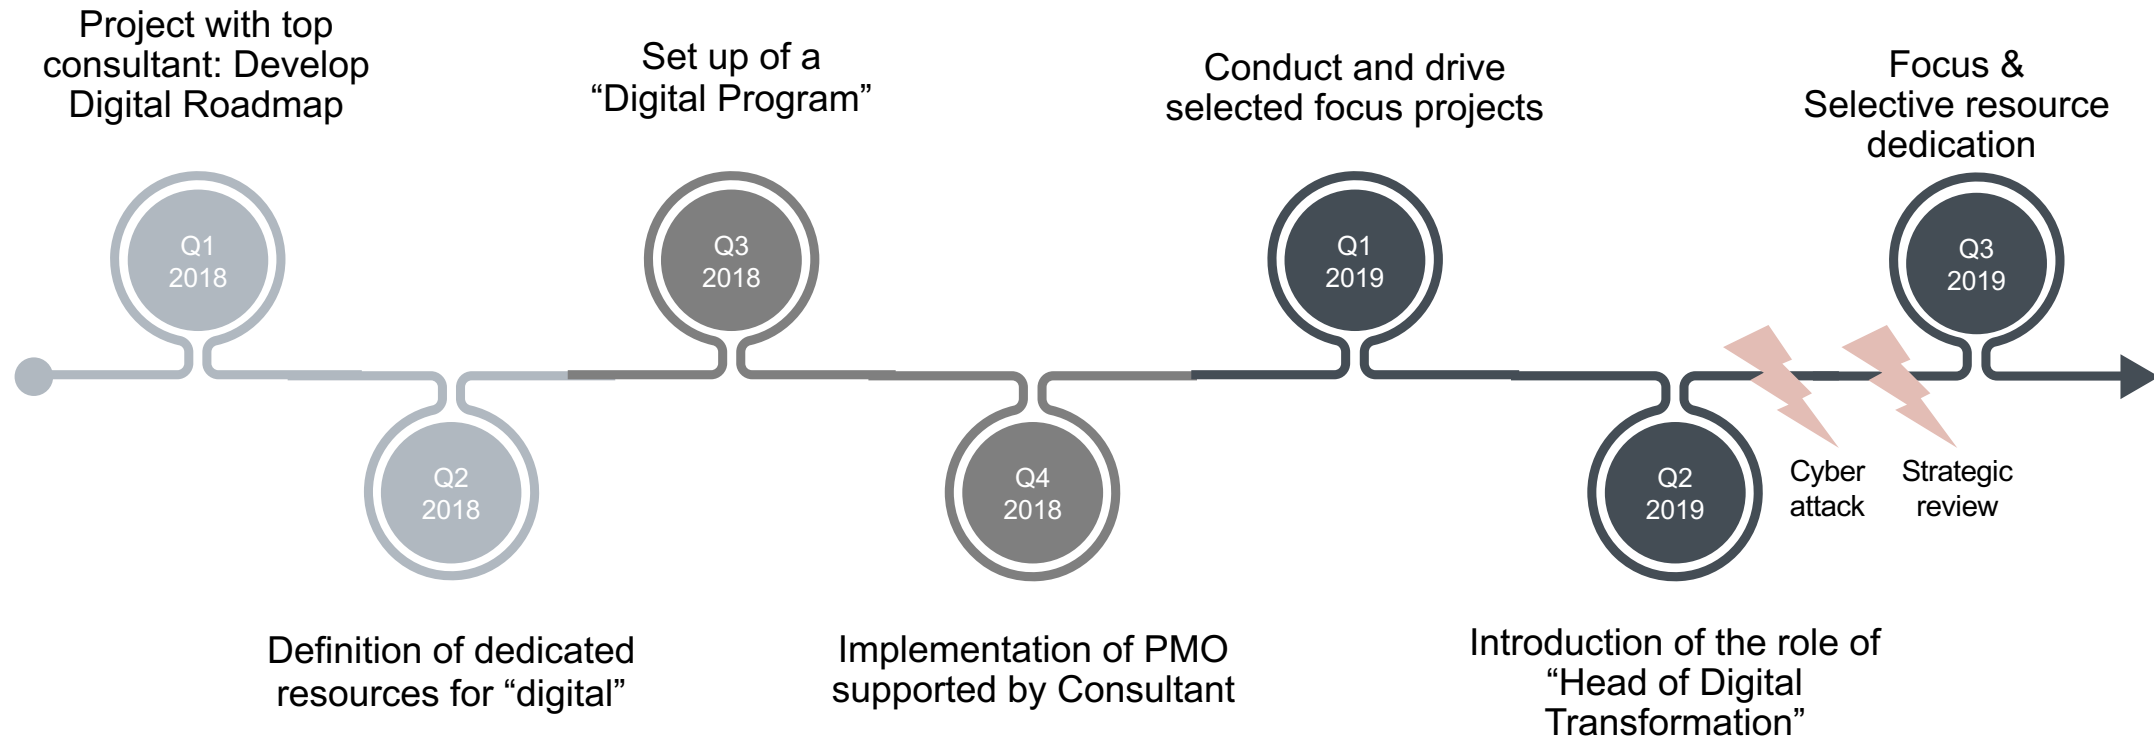 Project with top
consultant: Develop
Digital Roadmap
Q1
2018
Definition of dedicated
resources for “digital”
Q2
2018
Set up of a
“Digital Program”
Q3
2018
Implementation of PMO
supported by Consultant
Q4
2018
Conduct and drive
selected focus projects
Q1
2019
Introduction of the role of
“Head of Digital
Transformation”
Q2
2019
Cyber
attack
Strategic
review
Focus &
Selective resource
dedication
Q3
2019